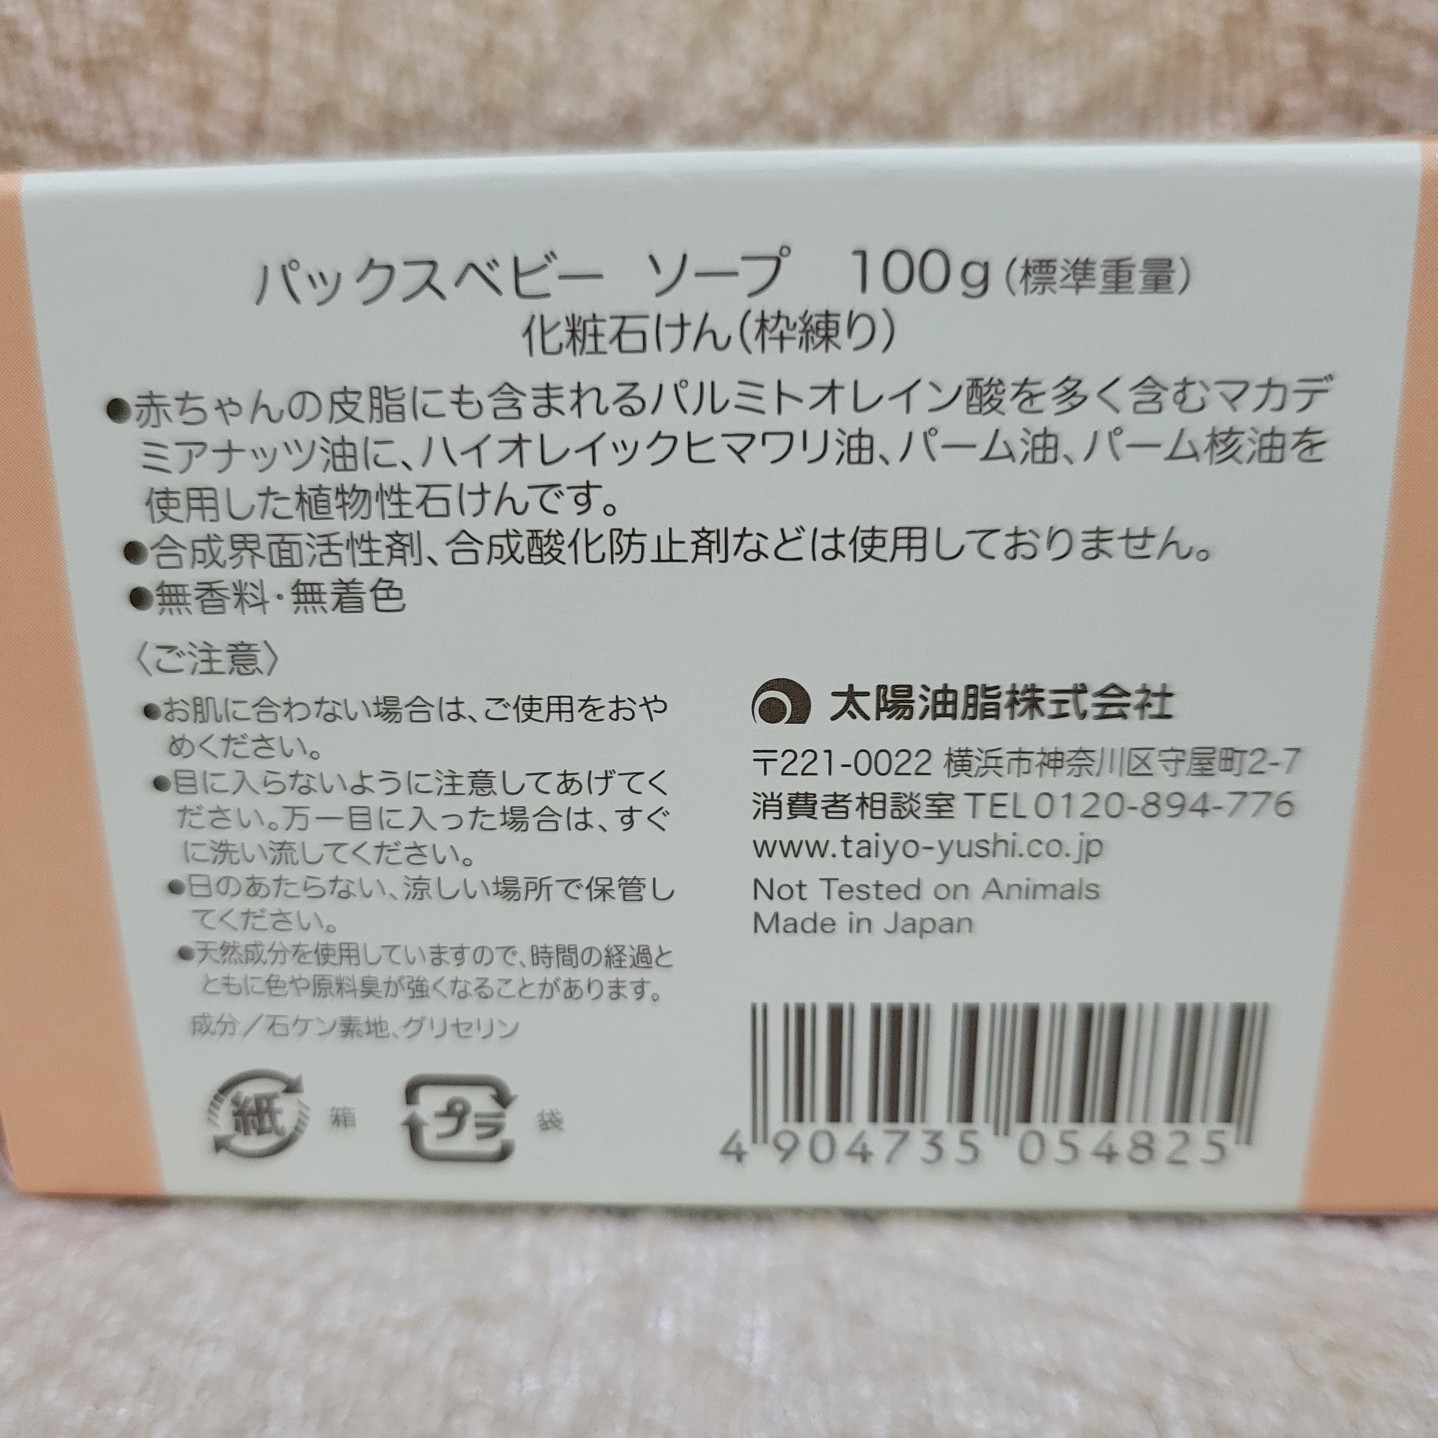 パックスベビー ソープ 100g(標準重量)
化粧石けん(枠練り)
●赤ちゃんの皮脂にも含まれるパルミトオレイン酸を多く含むマカデ
ミアナッツ油に、ハイオレイックヒマワリ油、パーム油、パーム核油を
使用した植物性石けんです。
●合成界面活性剤、合成酸化防止剤などは使用しておりません。
●無香料・無着色
〈ご注意〉
●お肌に合わない場合は、ご使用をおや
めください。
●目に入らないように注意してあげてく
ださい。万一目に入った場合は、すぐ
に洗い流してください。
●日のあたらない、涼しい場所で保管し
てください。
●天然成分を使用していますので、時間の経過と
ともに色や原料臭が強くなることがあります。
成分/石ケン素地、グリセリン
紙 箱
プラ 袋
太陽油脂株式会社
〒221-0022 横浜市神奈川区守屋町2-7
消費者相談室 TEL0120-894-776
www.taiyo-yushi.co.jp
Not Tested on Animals
Made in Japan
4 904735 054825